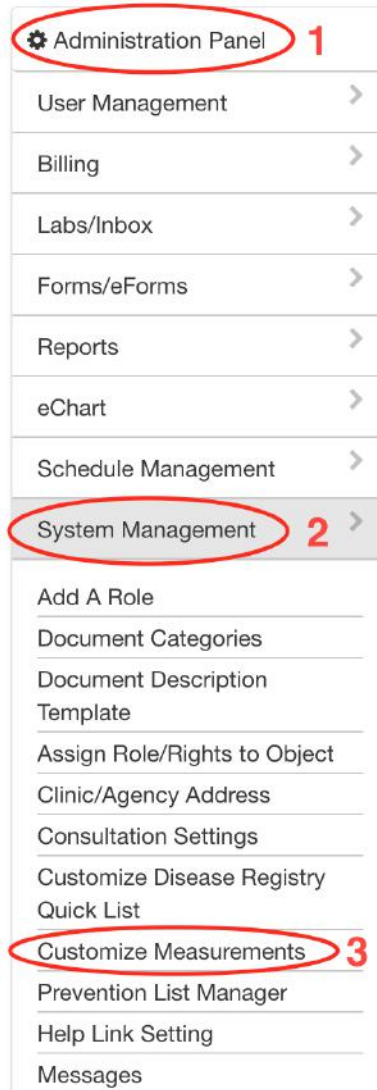 Administration Panel 1
User Management
Billing
Labs/Inbox
Forms/eForms
Reports
eChart
Schedule Management
System Management 2
Add A Role
Document Categories
Document Description
Template
Assign Role/Rights to Object
Clinic/Agency Address
Consultation Settings
Customize Disease Registry
Quick List
Customize Measurements 3
Prevention List Manager
Help Link Setting
Messages